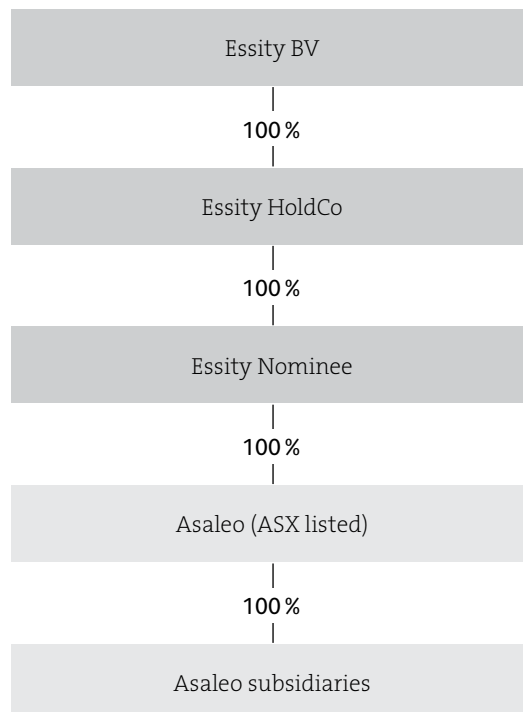 Essity BV
100 %
Essity HoldCo
100 %
Essity Nominee
100 %
Asaleo (ASX listed)
100 %
Asaleo subsidiaries